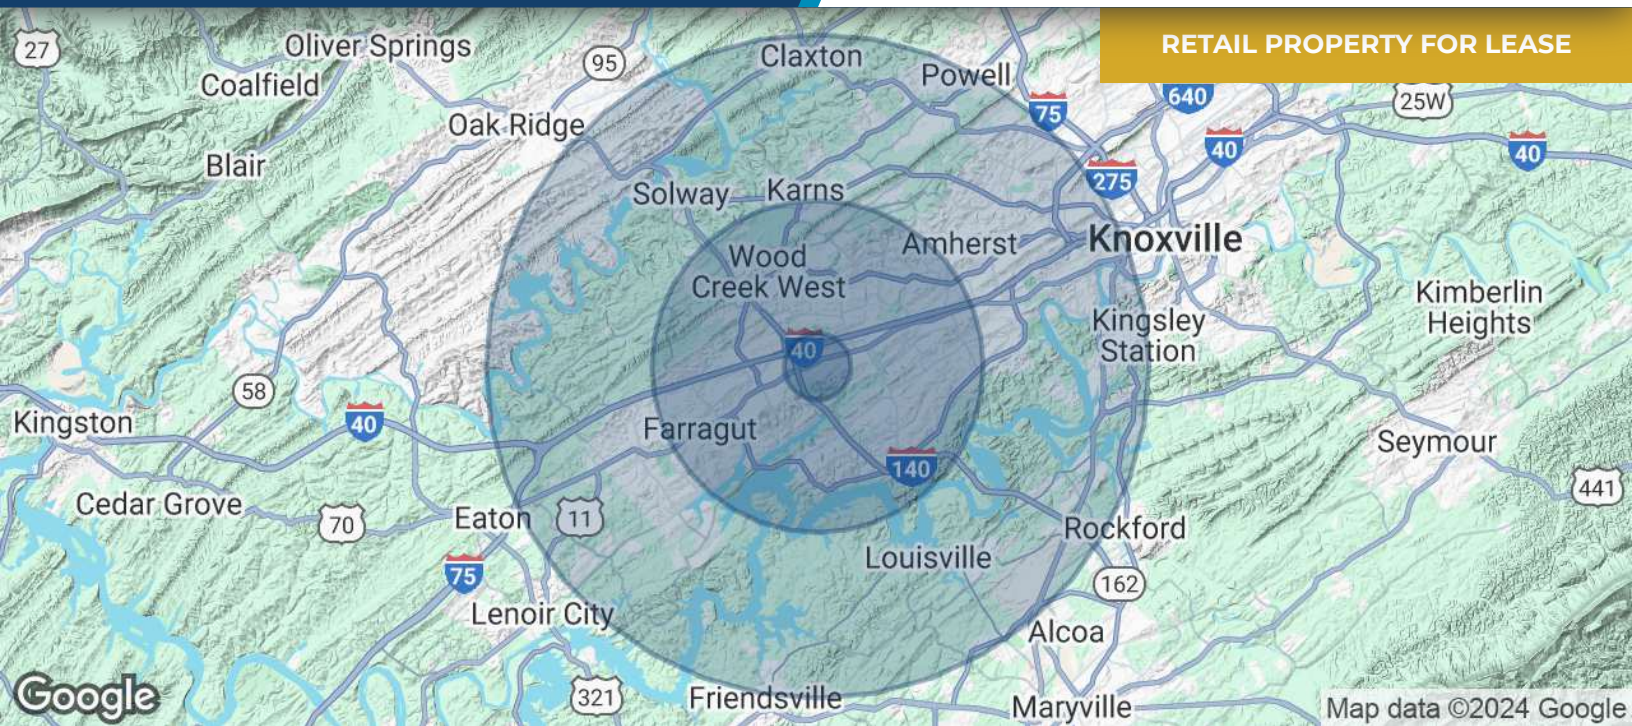 RETAIL PROPERTY FOR LEASE
27
Oliver Springs
95
Claxton
Powell
Coalfield
75
640
25W
Oak Ridge
40
40
Blair
275
Solway
Karns
Amherst
Knoxville
Wood
Creek West
Kimberlin
Heights
Kingsley
Station
40
58
Kingston
40
Farragut
Seymour
140
441
Cedar Grove
70
Eaton
11
Rockford
Louisville
75
162
Lenoir City
Alcoa
Google
321
Friendsville
Maryville
Map data ©2024 Google